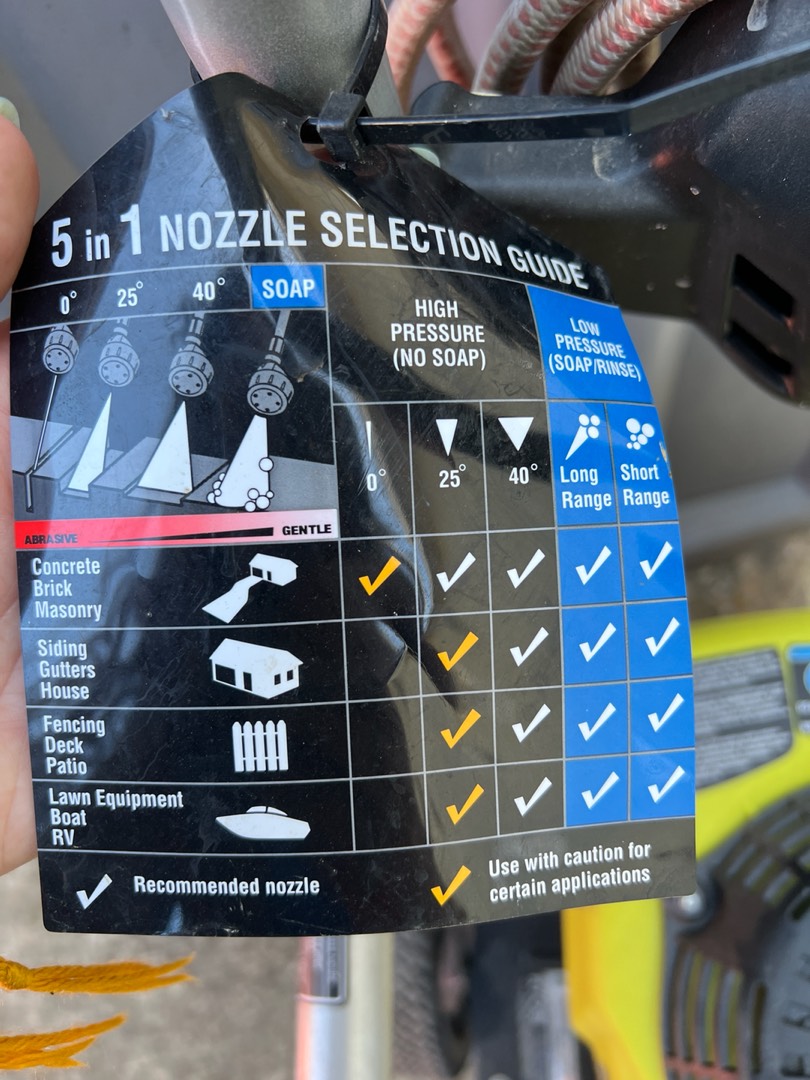 5 in 1 NOZZLE SELECTION GUIDE
0° 25° 40° SOAP
HIGH
PRESSURE
(NO SOAP)
LOW
PRESSURE
(SOAP/RINSE)
0° 25° 40°
Long
Range
Short
Range
ABRASIVE GENTLE
Concrete
Brick
Masonry
Siding
Gutters
House
Fencing
Deck
Patio
Lawn Equipment
Boat
RV
Recommended nozzle
Use with caution for
certain applications